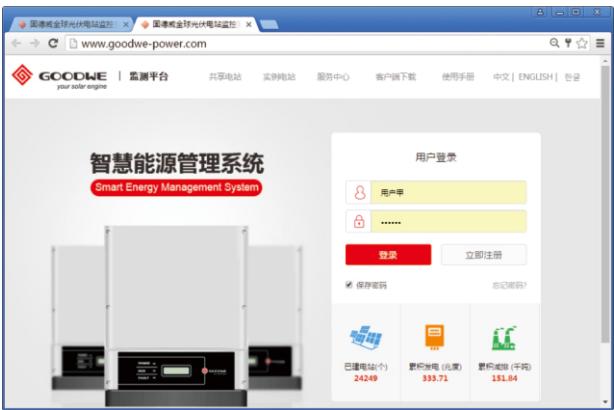 国德威全球光伏电站监控
国德威全球光伏电站监控
www.goodwe-power.com
GOODWE
your solar engine
监测平台
共享电站
实例电站
服务中心
客户端下载
使用手册
中文 | ENGLISH | 한글
智慧能源管理系统
Smart Energy Management System
用户登录
用户甲
••••••
登录
立即注册
保存密码
忘记密码?
已建电站(个)
24249
累积发电 (兆度)
333.71
累积减排 (千吨)
151.84